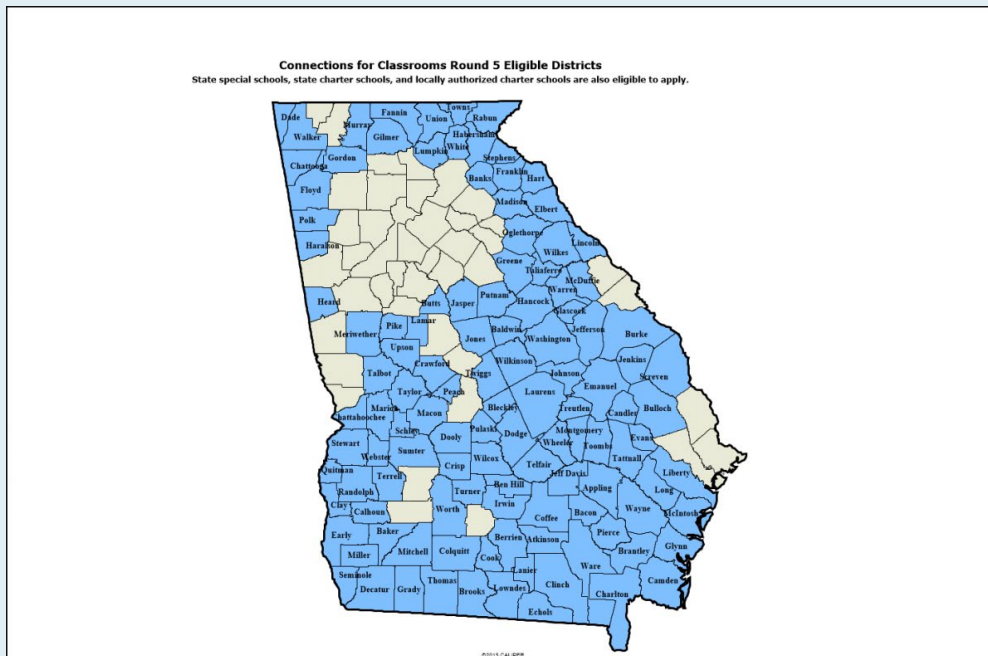 Connections for Classrooms Round 5 Eligible Districts
State special schools, state charter schools, and locally authorized charter schools are also eligible to apply.
Towns
Dade
Fannin
Union
Rabun
Murray
Walker
Gilmer
Habersham
White
Lumpkin
Chattooga
Gordon
Stephens
Franklin
Banks
Hart
Floyd
Madison
Elbert
Polk
Oglethorpe
Haralson
Lincoln
Wilkes
Greene
Taliaferro
McDuffie
Warren
Heard
Butts
Jasper
Putnam
Hancock
Glascock
Lamar
Pike
Meriwether
Baldwin
Jefferson
Burke
Jones
Washington
Upson
Crawford
Wilkinson
Jenkins
Talbot
Twiggs
Johnson
Screven
Taylor
Peach
Laurens
Emanuel
Marion
Macon
Bleckley
Treutlen
Candler
Bulloch
Chattahoochee
Schley
Dooly
Pulaski
Dodge
Montgomery
Evans
Stewart
Sumter
Wheeler
Toombs
Webster
Crisp
Wilcox
Telfair
Tattnall
Quitman
Terrell
Jeff Davis
Liberty
Randolph
Turner
Ben Hill
Appling
Long
Clay
Calhoun
Worth
Irwin
Coffee
Bacon
Wayne
McIntosh
Early
Baker
Berrien
Atkinson
Pierce
Miller
Mitchell
Colquitt
Cook
Brantley
Glynn
Lanier
Ware
Seminole
Decatur
Grady
Thomas
Brooks
Lowndes
Clinch
Charlton
Camden
Echols